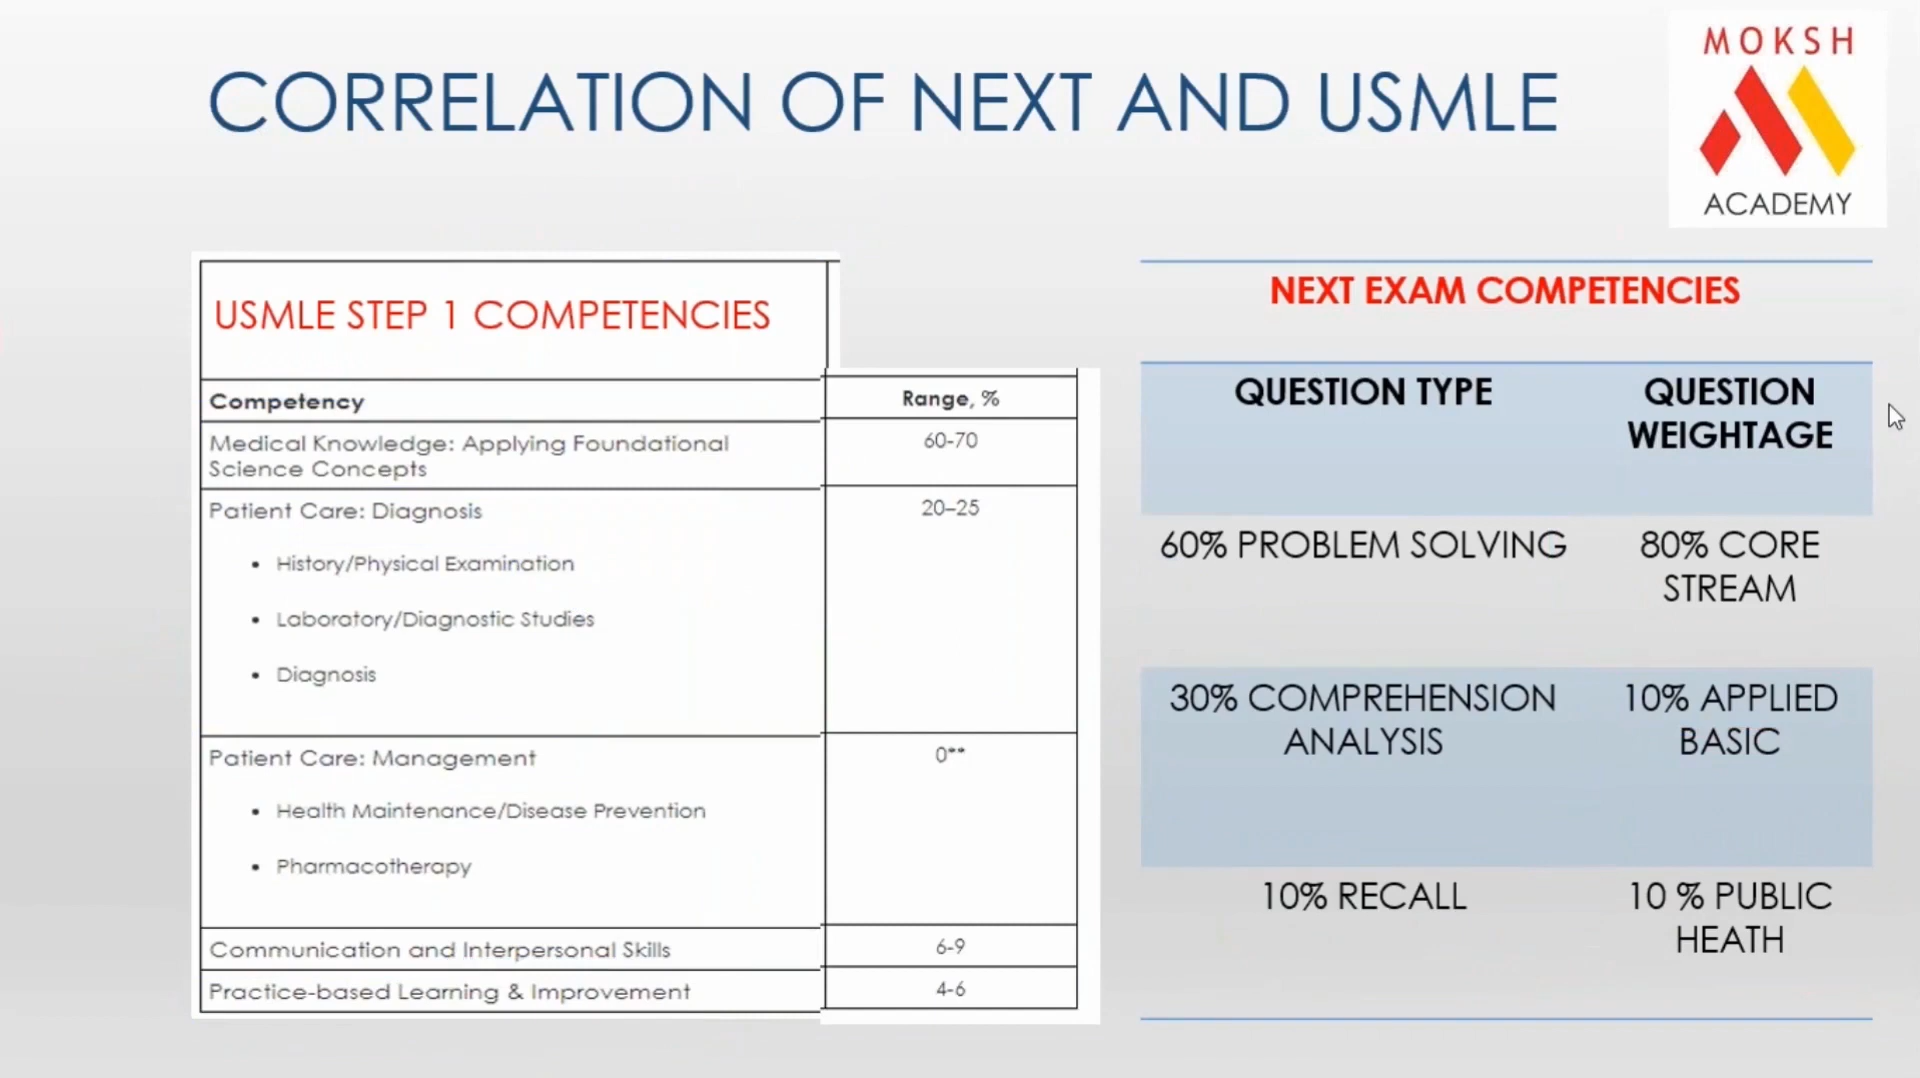 MOKSH
ACADEMY
CORRELATION OF NEXT AND USMLE
USMLE STEP 1 COMPETENCIES
Competency
Range, %
Medical Knowledge: Applying Foundational
Science Concepts
60-70
Patient Care: Diagnosis
20–25
• History/Physical Examination
• Laboratory/Diagnostic Studies
• Diagnosis
Patient Care: Management
0**
• Health Maintenance/Disease Prevention
• Pharmacotherapy
Communication and Interpersonal Skills
6-9
Practice-based Learning & Improvement
4-6
NEXT EXAM COMPETENCIES
QUESTION TYPE
QUESTION
WEIGHTAGE
60% PROBLEM SOLVING
80% CORE
STREAM
30% COMPREHENSION
ANALYSIS
10% APPLIED
BASIC
10% RECALL
10 % PUBLIC
HEATH